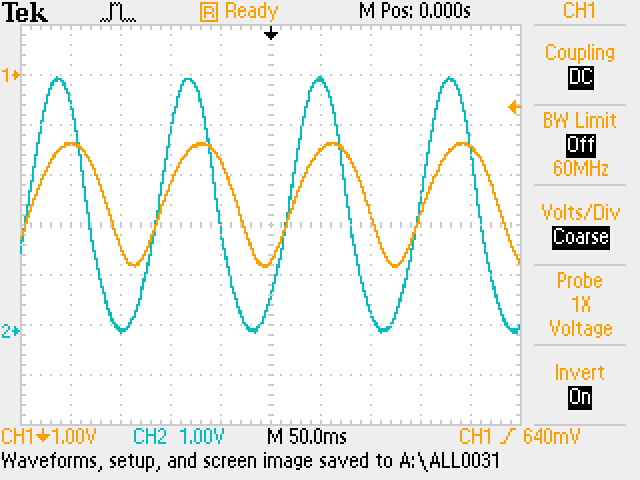 Tek R Ready M Pos: 0.000s CH1
Coupling
DC
BW Limit
Off
60MHz
Volts/Div
Coarse
Probe
1X
Voltage
Invert
On
1
2
CH1 1.00V CH2 1.00V M 50.0ms CH1 640mV
Waveforms, setup, and screen image saved to A:\ALL0031